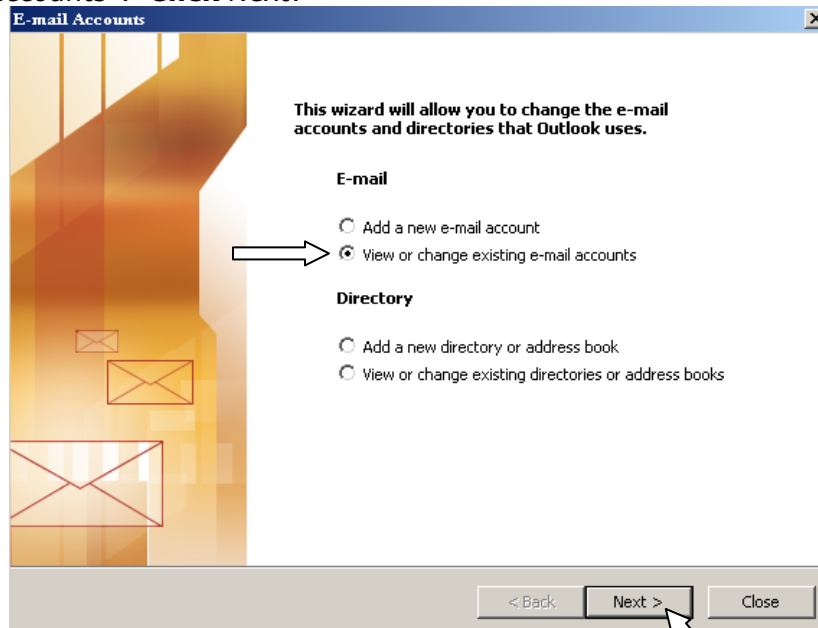 E-mail Accounts
This wizard will allow you to change the e-mail
accounts and directories that Outlook uses.
E-mail
Add a new e-mail account
View or change existing e-mail accounts
Directory
Add a new directory or address book
View or change existing directories or address books
< Back Next > Close